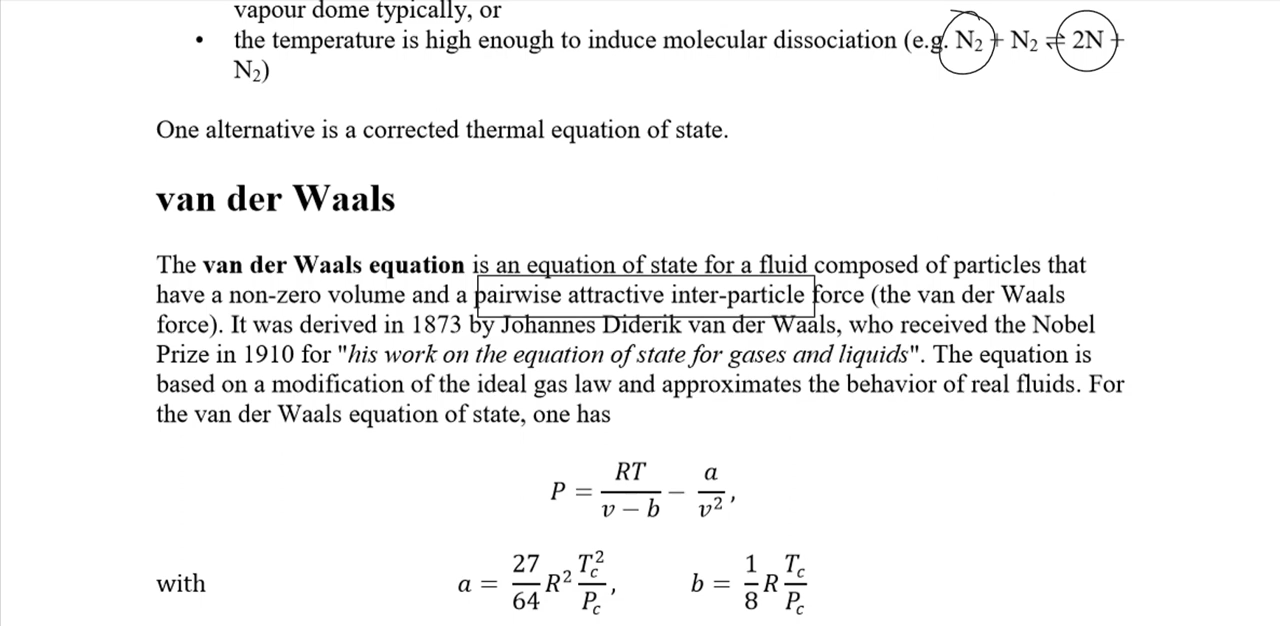 vapour dome typically, or
• the temperature is high enough to induce molecular dissociation (e.g. N₂ + N₂ ⇌ 2N +
N₂)
One alternative is a corrected thermal equation of state.
van der Waals
The van der Waals equation is an equation of state for a fluid composed of particles that
have a non-zero volume and a pairwise attractive inter-particle force (the van der Waals
force). It was derived in 1873 by Johannes Diderik van der Waals, who received the Nobel
Prize in 1910 for "his work on the equation of state for gases and liquids". The equation is
based on a modification of the ideal gas law and approximates the behavior of real fluids. For
the van der Waals equation of state, one has
P = RT/(v − b) − a/v²,
with a = 27/64 R² T_c²/P_c, b = 1/8 R T_c/P_c